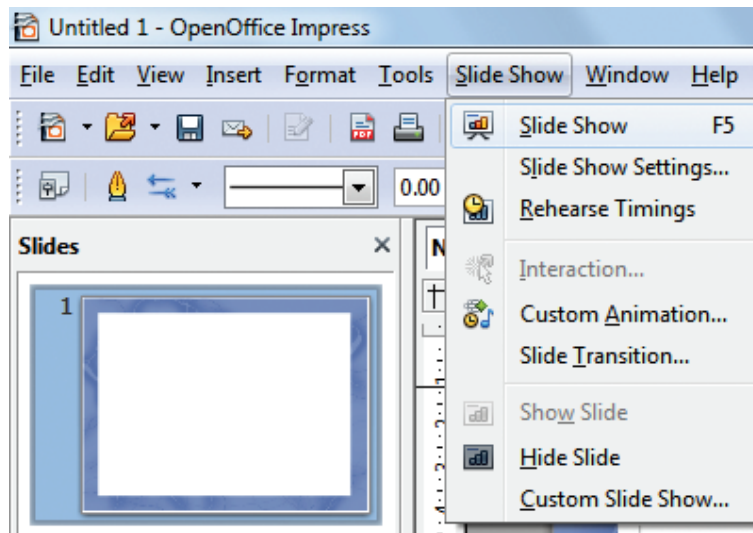 Untitled 1 - OpenOffice Impress
File Edit View Insert Format Tools Slide Show Window Help
0.00
Slides
1
N
Slide Show F5
Slide Show Settings...
Rehearse Timings
Interaction...
Custom Animation...
Slide Transition...
Show Slide
Hide Slide
Custom Slide Show...